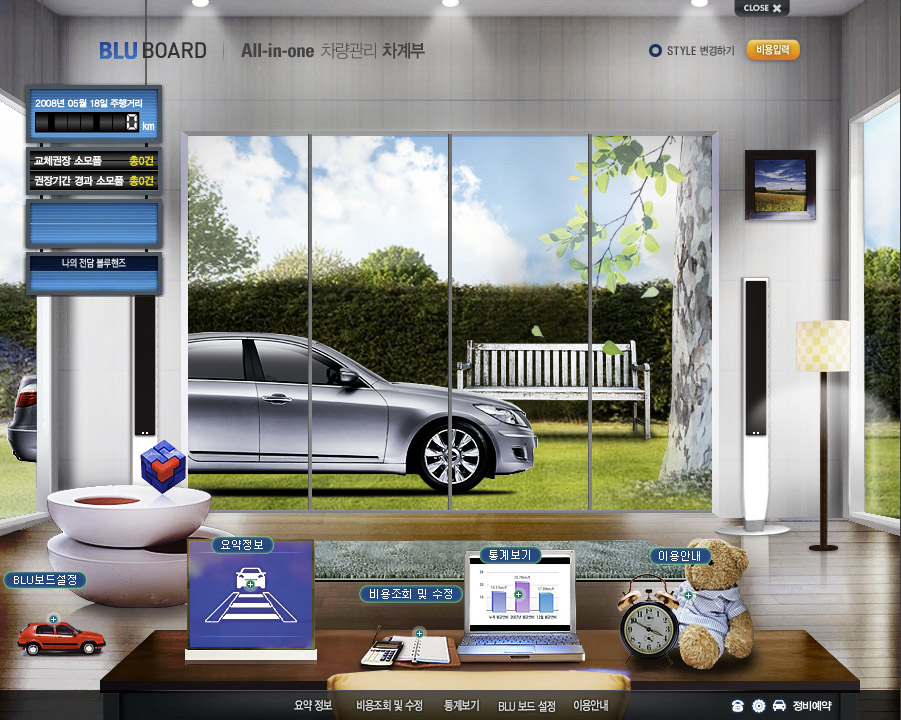 CLOSE
BLU BOARD All-in-one 차량관리 차계부
STYLE 변경하기
비용입력
2008년 05월 18일 주행거리
0 km
교체권장 소모품 총0건
권장기간 경과 소모품 총0건
나의 전담 블루핸즈
요약정보
통계보기
이용안내
BLU보드설정
비용조회 및 수정
요약 정보 비용조회 및 수정 통계보기 BLU 보드 설정 이용안내 정비예약